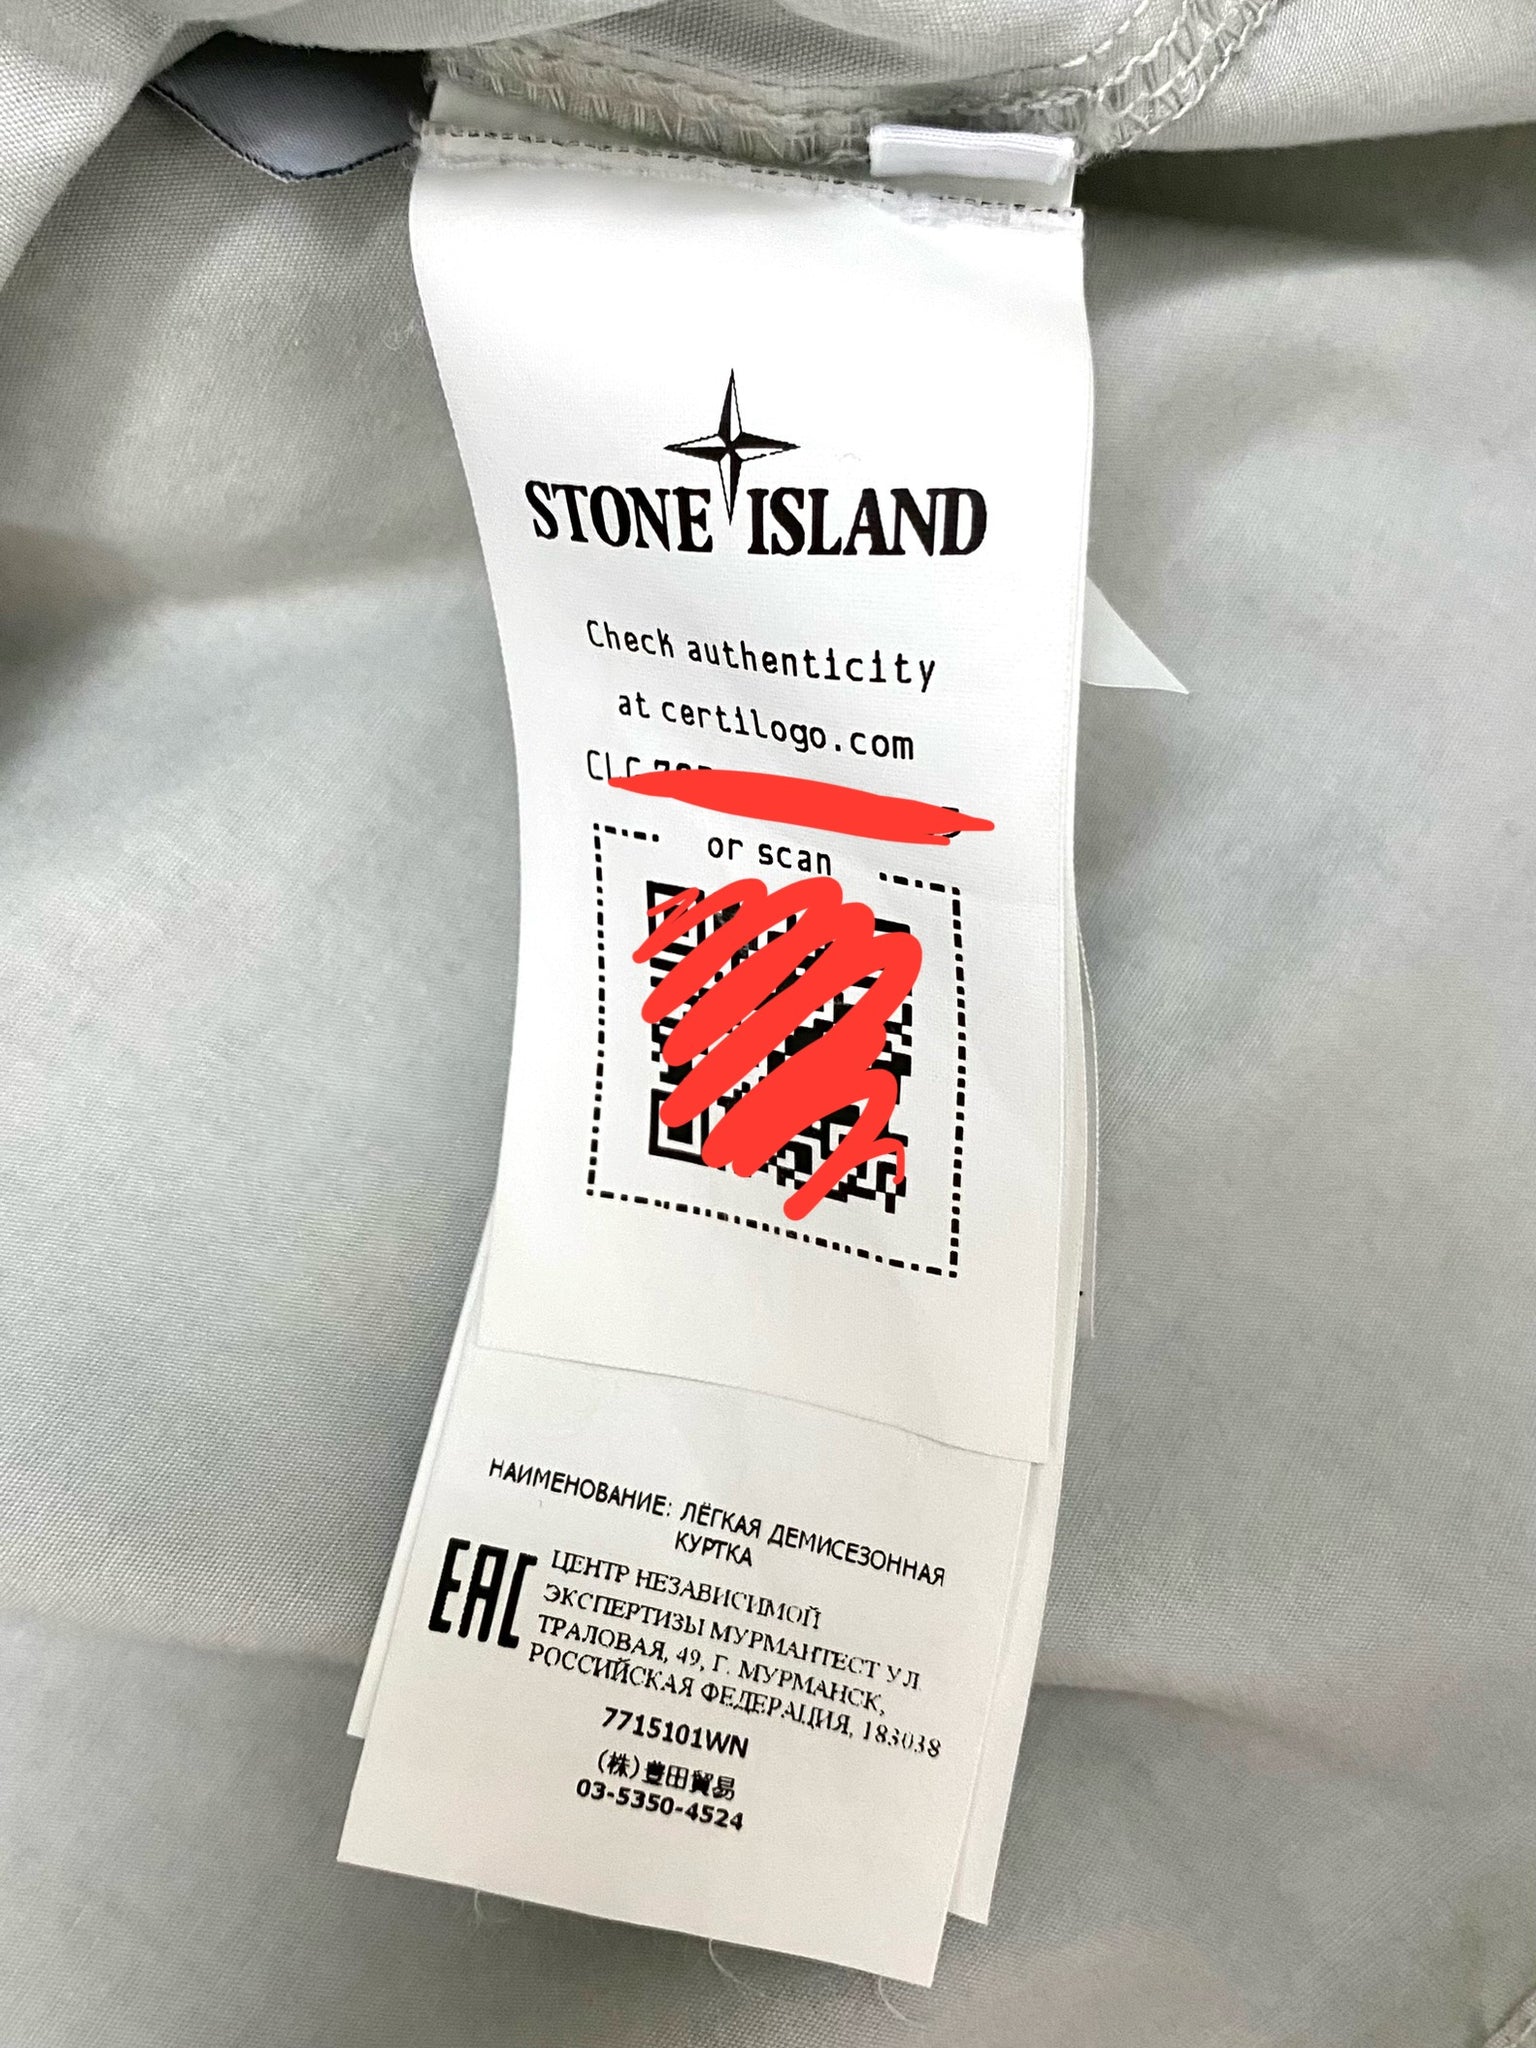 STONE ISLAND
Check authenticity
at certilogo.com
CLC
or scan
НАИМЕНОВАНИЕ: ЛЁГКАЯ ДЕМИСЕЗОННАЯ
КУРТКА
EAC
ЦЕНТР НЕЗАВИСИМОЙ
ЭКСПЕРТИЗЫ МУРМАНТЕСТ УЛ
ТРАЛОВАЯ, 49, Г. МУРМАНСК,
РОССИЙСКАЯ ФЕДЕРАЦИЯ, 183038
7715101WN
(株)豊田貿易
03-5350-4524